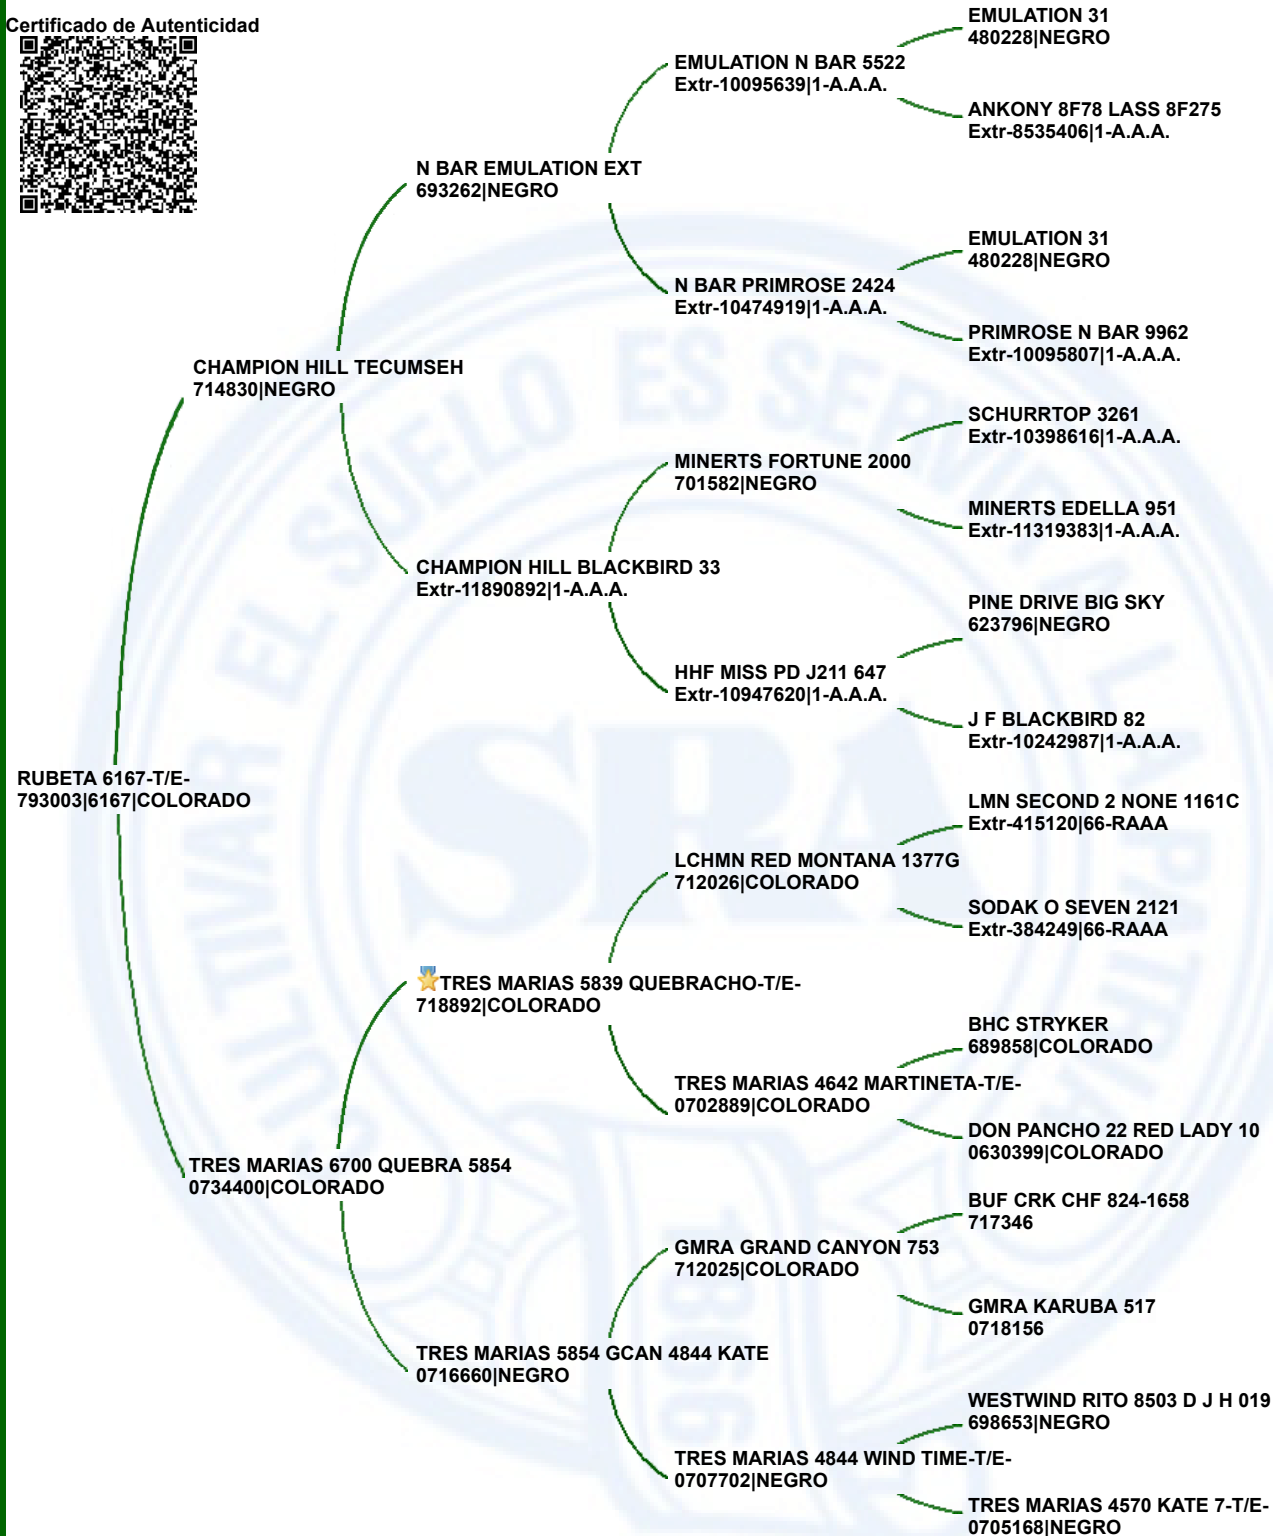 Certificado de Autenticidad
EMULATION 31
480228|NEGRO
EMULATION N BAR 5522
Extr-10095639|1-A.A.A.
ANKONY 8F78 LASS 8F275
Extr-8535406|1-A.A.A.
N BAR EMULATION EXT
693262|NEGRO
EMULATION 31
480228|NEGRO
N BAR PRIMROSE 2424
Extr-10474919|1-A.A.A.
PRIMROSE N BAR 9962
Extr-10095807|1-A.A.A.
CHAMPION HILL TECUMSEH
714830|NEGRO
SCHURRTOP 3261
Extr-10398616|1-A.A.A.
MINERTS FORTUNE 2000
701582|NEGRO
MINERTS EDELLA 951
Extr-11319383|1-A.A.A.
CHAMPION HILL BLACKBIRD 33
Extr-11890892|1-A.A.A.
PINE DRIVE BIG SKY
623796|NEGRO
HHF MISS PD J211 647
Extr-10947620|1-A.A.A.
J F BLACKBIRD 82
Extr-10242987|1-A.A.A.
RUBETA 6167-T/E-
793003|6167|COLORADO
LMN SECOND 2 NONE 1161C
Extr-415120|66-RAAA
LCHMN RED MONTANA 1377G
712026|COLORADO
SODAK O SEVEN 2121
Extr-384249|66-RAAA
TRES MARIAS 5839 QUEBRACHO-T/E-
718892|COLORADO
BHC STRYKER
689858|COLORADO
TRES MARIAS 4642 MARTINETA-T/E-
0702889|COLORADO
DON PANCHO 22 RED LADY 10
0630399|COLORADO
TRES MARIAS 6700 QUEBRA 5854
0734400|COLORADO
BUF CRK CHF 824-1658
717346
GMRA GRAND CANYON 753
712025|COLORADO
GMRA KARUBA 517
0718156
TRES MARIAS 5854 GCAN 4844 KATE
0716660|NEGRO
WESTWIND RITO 8503 D J H 019
698653|NEGRO
TRES MARIAS 4844 WIND TIME-T/E-
0707702|NEGRO
TRES MARIAS 4570 KATE 7-T/E-
0705168|NEGRO
CULTIVAR EL SUELO ES SERVIR A LA PATRIA
SRA
1866